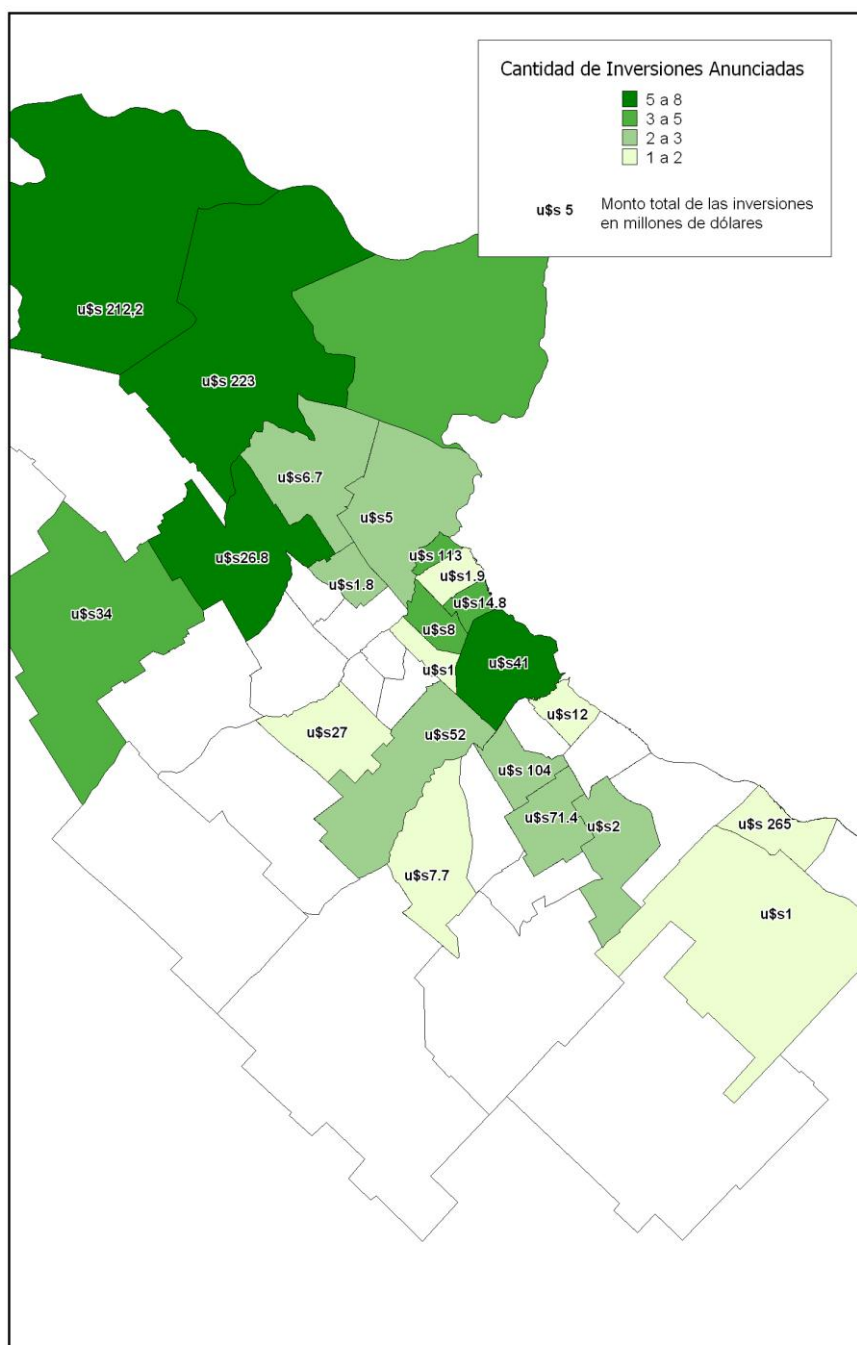 Cantidad de Inversiones Anunciadas
5 a 8
3 a 5
2 a 3
1 a 2
u$s 5 Monto total de las inversiones
en millones de dólares
u$s 212,2
u$s 223
u$s6.7
u$s5
u$s 113
u$s26.8
u$s1.8
u$s1.9
u$s14.8
u$s34
u$s8
u$s41
u$s1
u$s12
u$s27
u$s52
u$s 104
u$s71.4
u$s2
u$s 265
u$s7.7
u$s1